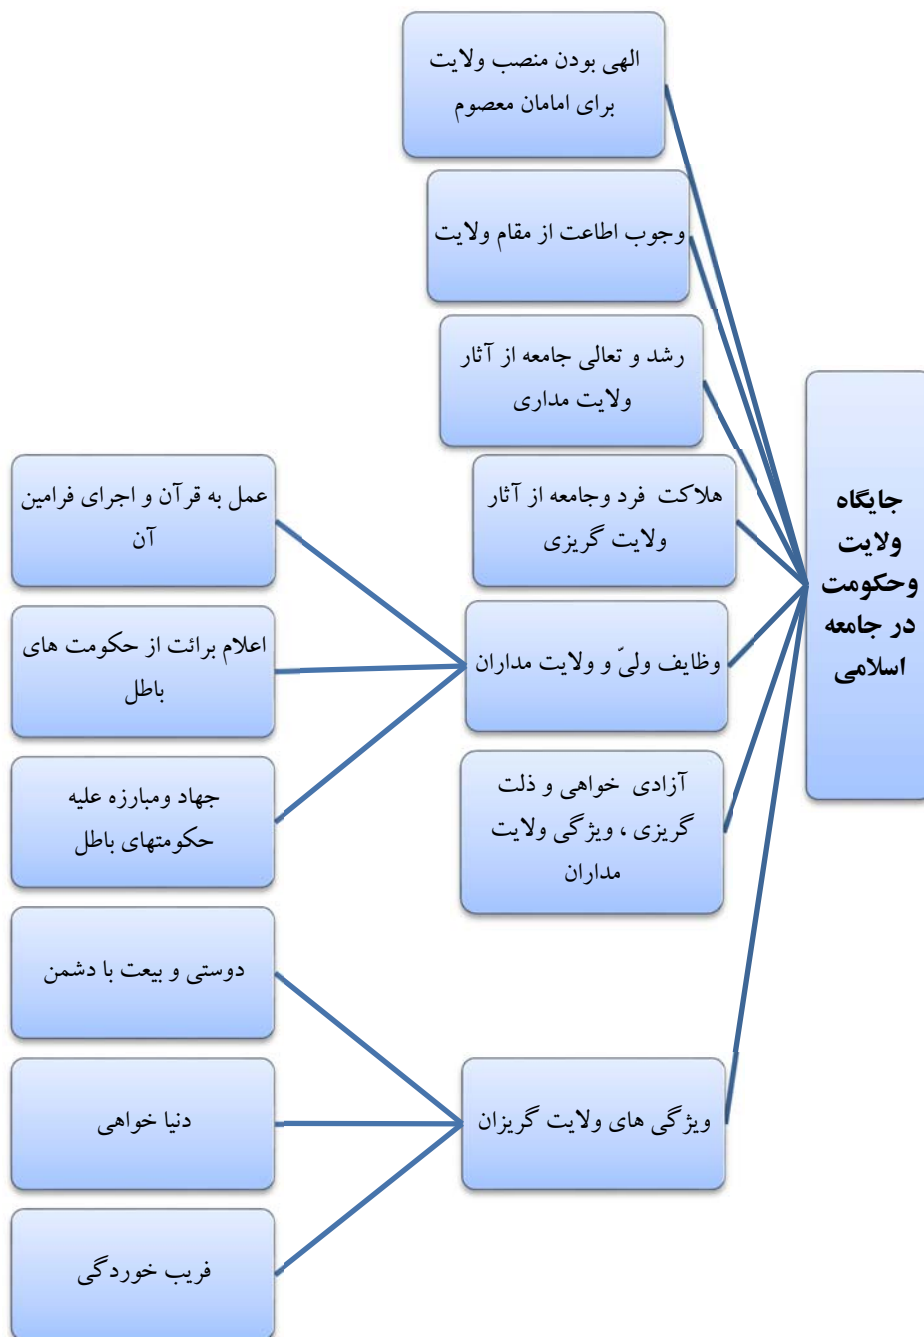 جایگاه
ولایت
وحکومت
در جامعه
اسلامی
الهی بودن منصب ولایت
برای امامان معصوم
وجوب اطاعت از مقام ولایت
رشد و تعالی جامعه از آثار
ولایت مداری
هلاکت فرد وجامعه از آثار
ولایت گریزی
وظایف ولیّ و ولایت مداران
عمل به قرآن و اجرای فرامین
آن
اعلام برائت از حکومت های
باطل
جهاد ومبارزه علیه
حکومتهای باطل
آزادی خواهی و ذلت
گریزی ، ویژگی ولایت
مداران
ویژگی های ولایت گریزان
دوستی و بیعت با دشمن
دنیا خواهی
فریب خوردگی